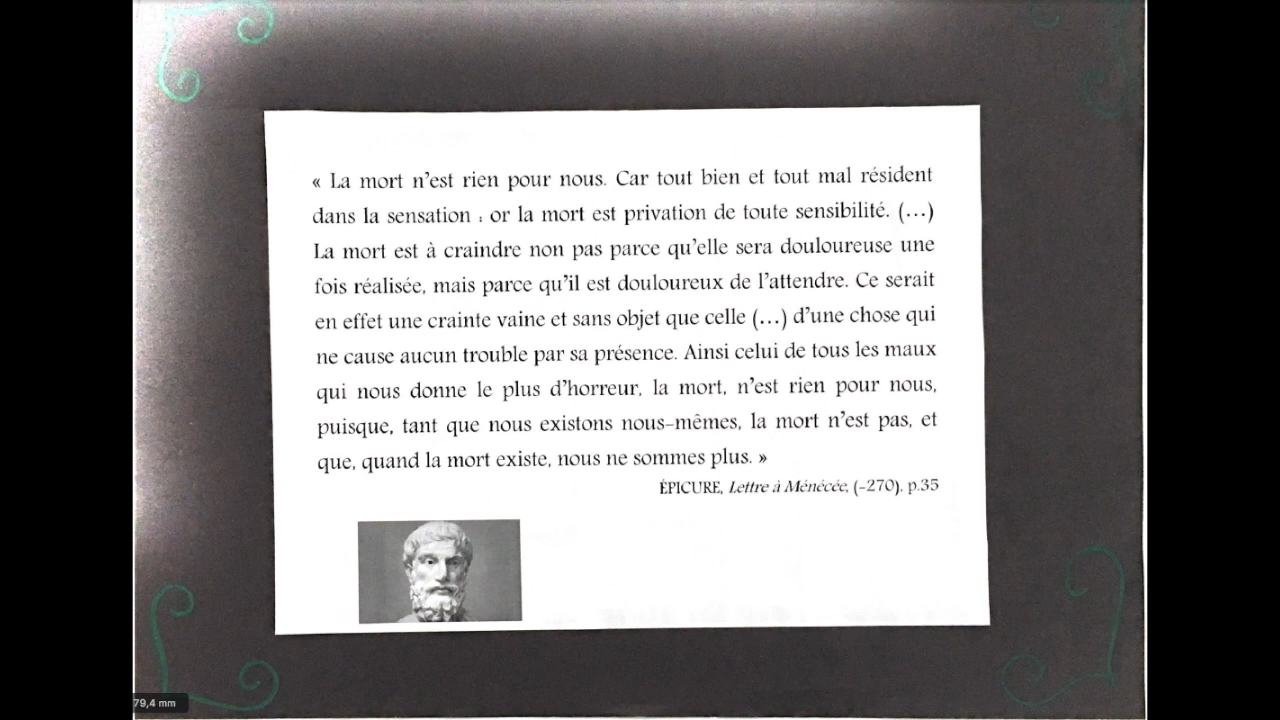 « La mort n'est rien pour nous. Car tout bien et tout mal résident
dans la sensation : or la mort est privation de toute sensibilité. (…)
La mort est à craindre non pas parce qu'elle sera douloureuse une
fois réalisée, mais parce qu'il est douloureux de l'attendre. Ce serait
en effet une crainte vaine et sans objet que celle (…) d'une chose qui
ne cause aucun trouble par sa présence. Ainsi celui de tous les maux
qui nous donne le plus d'horreur, la mort, n'est rien pour nous,
puisque, tant que nous existons nous-mêmes, la mort n'est pas, et
que, quand la mort existe, nous ne sommes plus. »
ÉPICURE, Lettre à Ménécée, (-270), p.35
79,4 mm